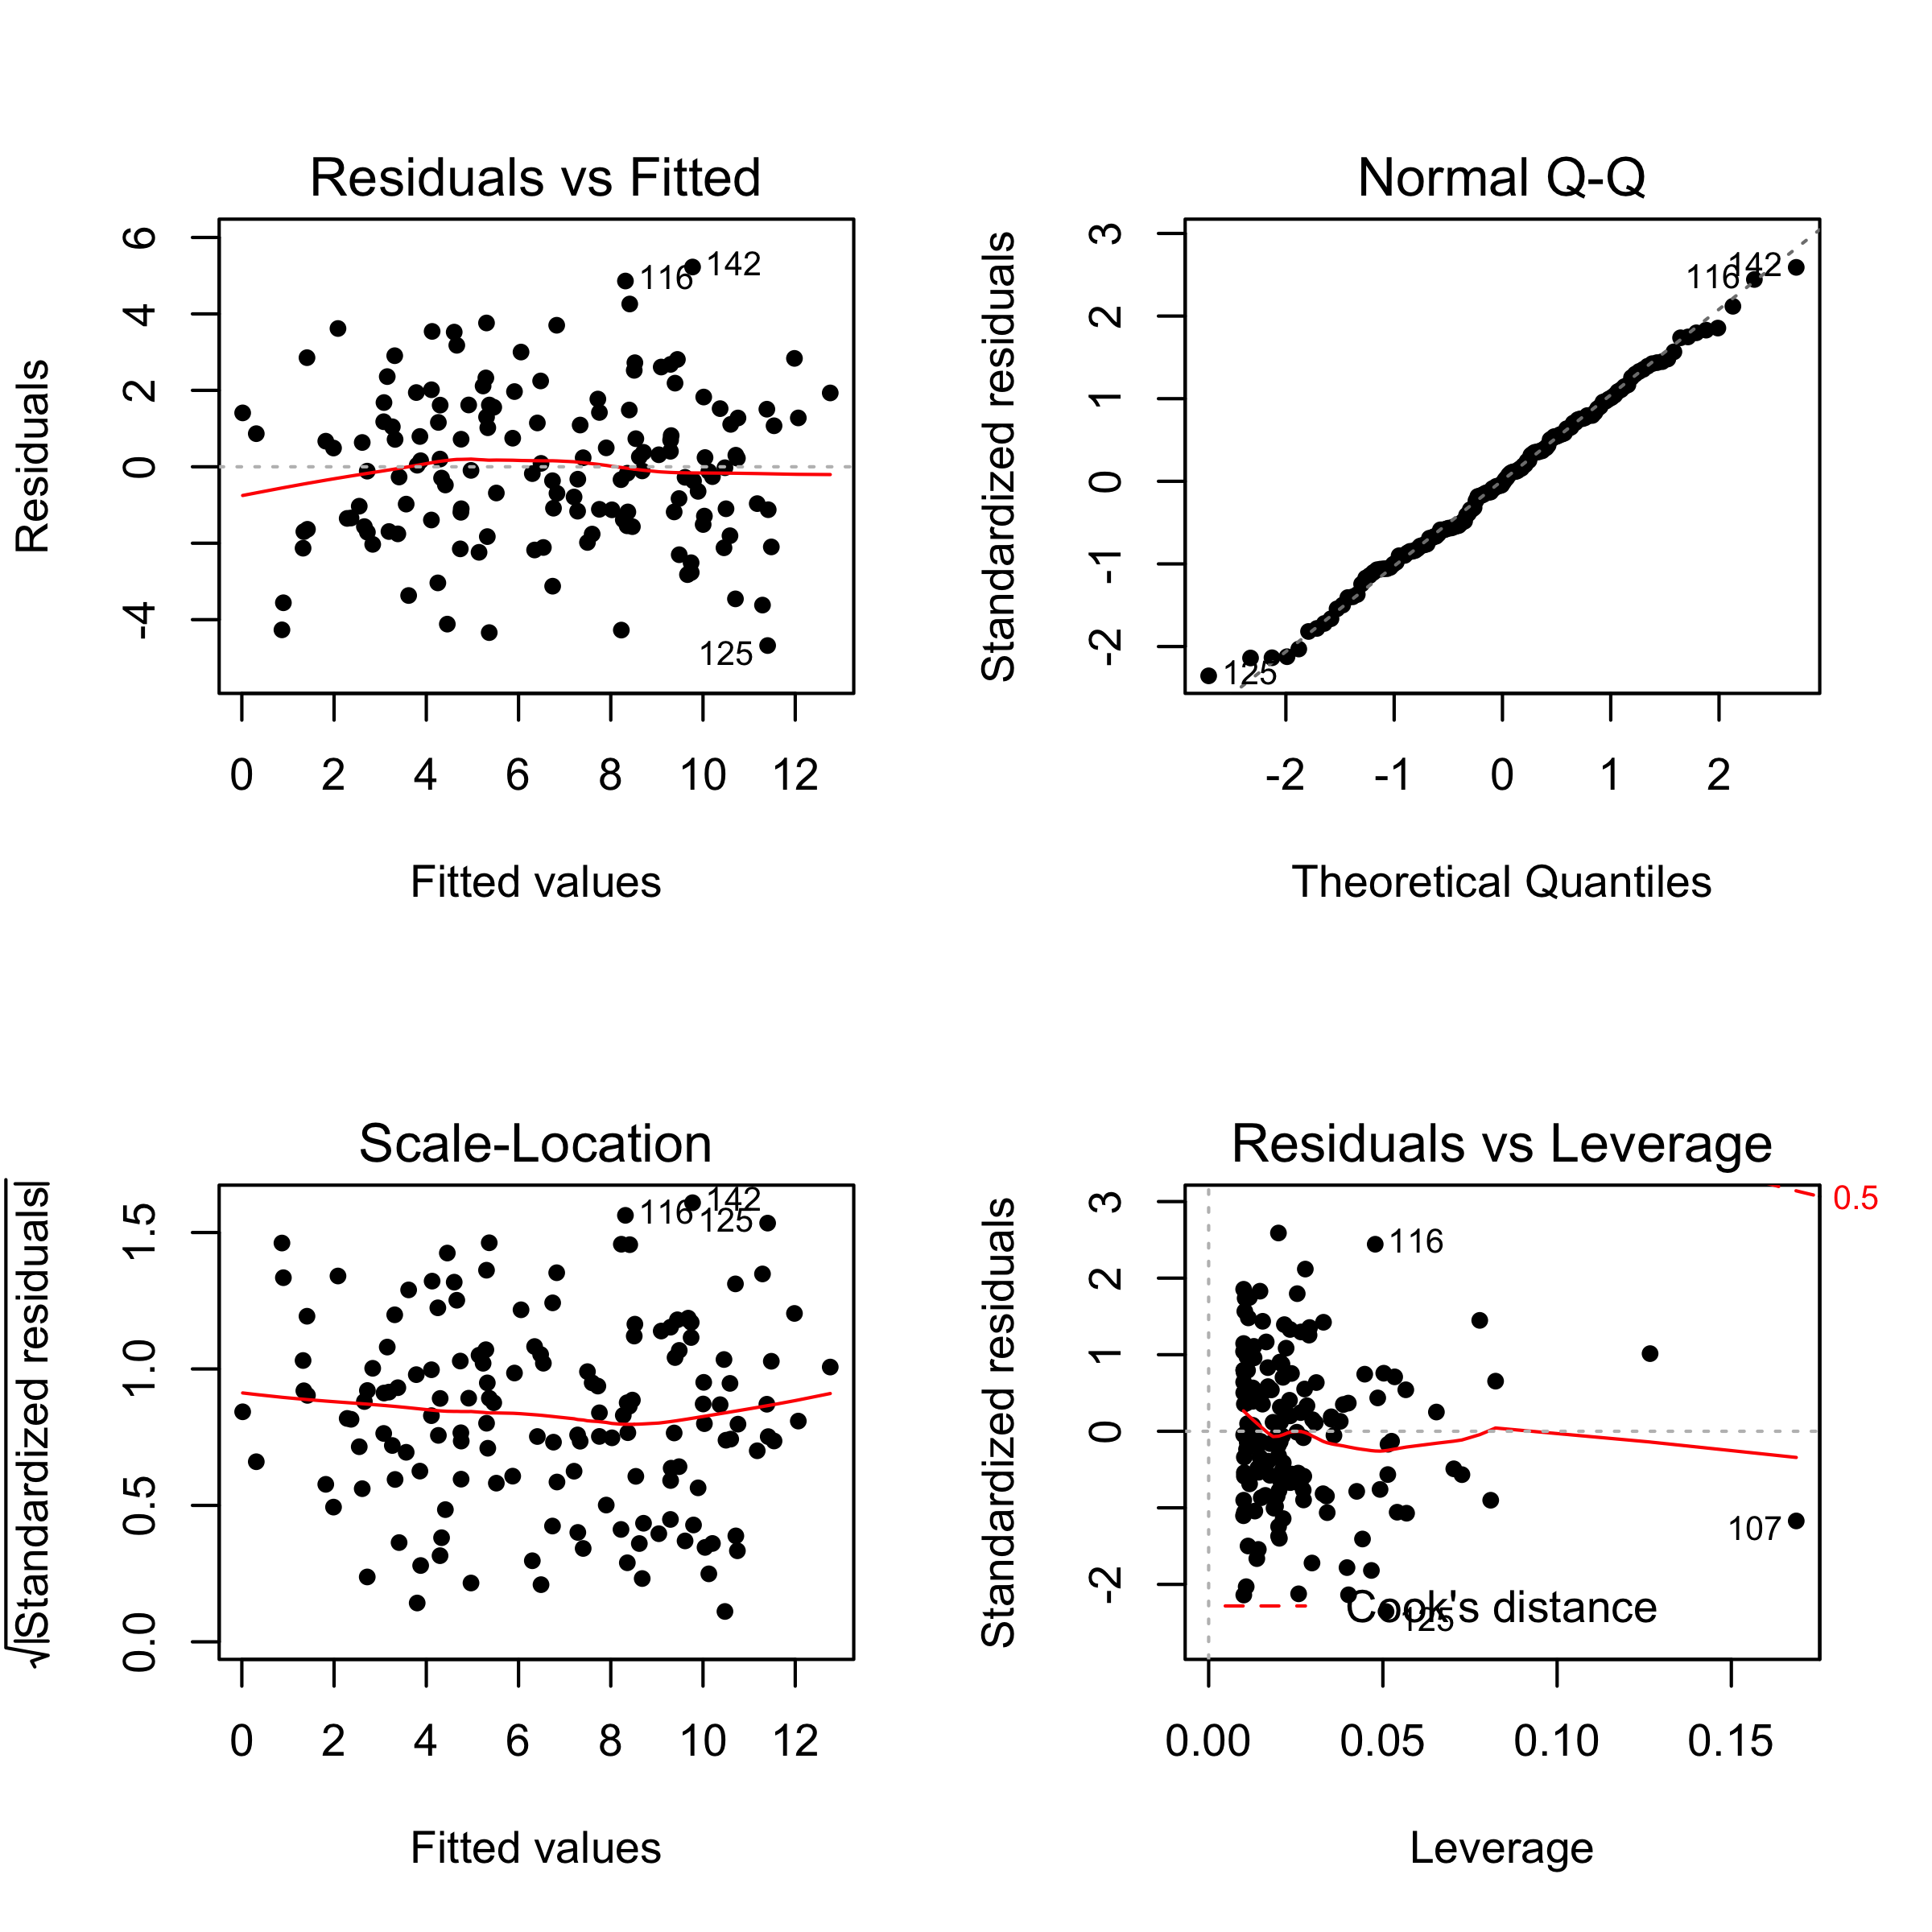 Residuals vs Fitted
Residuals
6
4
2
0
-4
116
142
125
0 2 4 6 8 10 12
Fitted values
Normal Q-Q
Standardized residuals
3
2
1
0
-1
-2
142
116
125
-2 -1 0 1 2
Theoretical Quantiles
Scale-Location
√|Standardized residuals|
1.5
1.0
0.5
0.0
142
116
125
0 2 4 6 8 10 12
Fitted values
Residuals vs Leverage
Standardized residuals
3
2
1
0
-2
0.5
116
107
Cook's distance
125
0.00 0.05 0.10 0.15
Leverage